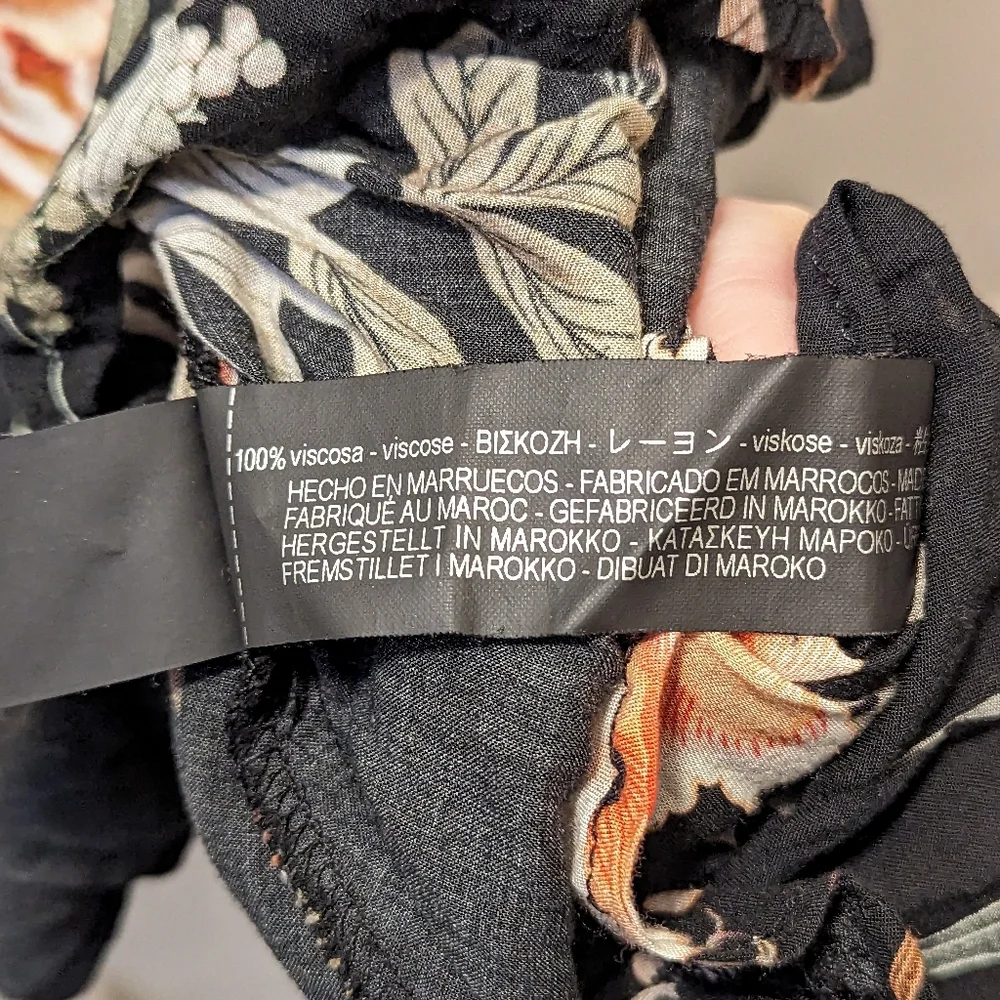 100% viscosa - viscose - ΒΙΣΚΟΖΗ - レーヨン - viskose - viskoza -
HECHO EN MARRUECOS - FABRICADO EM MARROCOS -
FABRIQUÉ AU MAROC - GEFABRICEERD IN MAROKKO -
HERGESTELLT IN MAROKKO - ΚΑΤΑΣΚΕΥΗ ΜΑΡΟΚΟ -
FREMSTILLET I MAROKKO - DIBUAT DI MAROKO